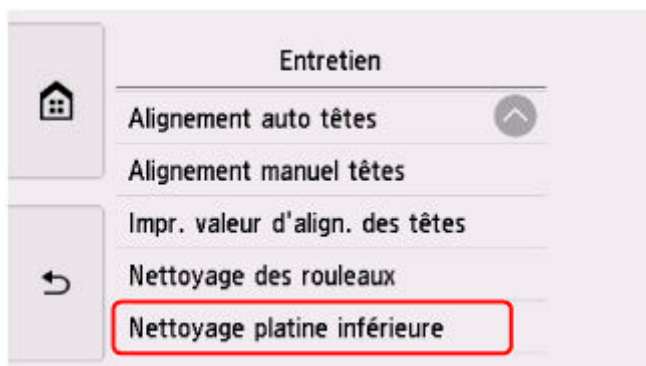 Entretien
Alignement auto têtes
Alignement manuel têtes
Impr. valeur d'align. des têtes
Nettoyage des rouleaux
Nettoyage platine inférieure